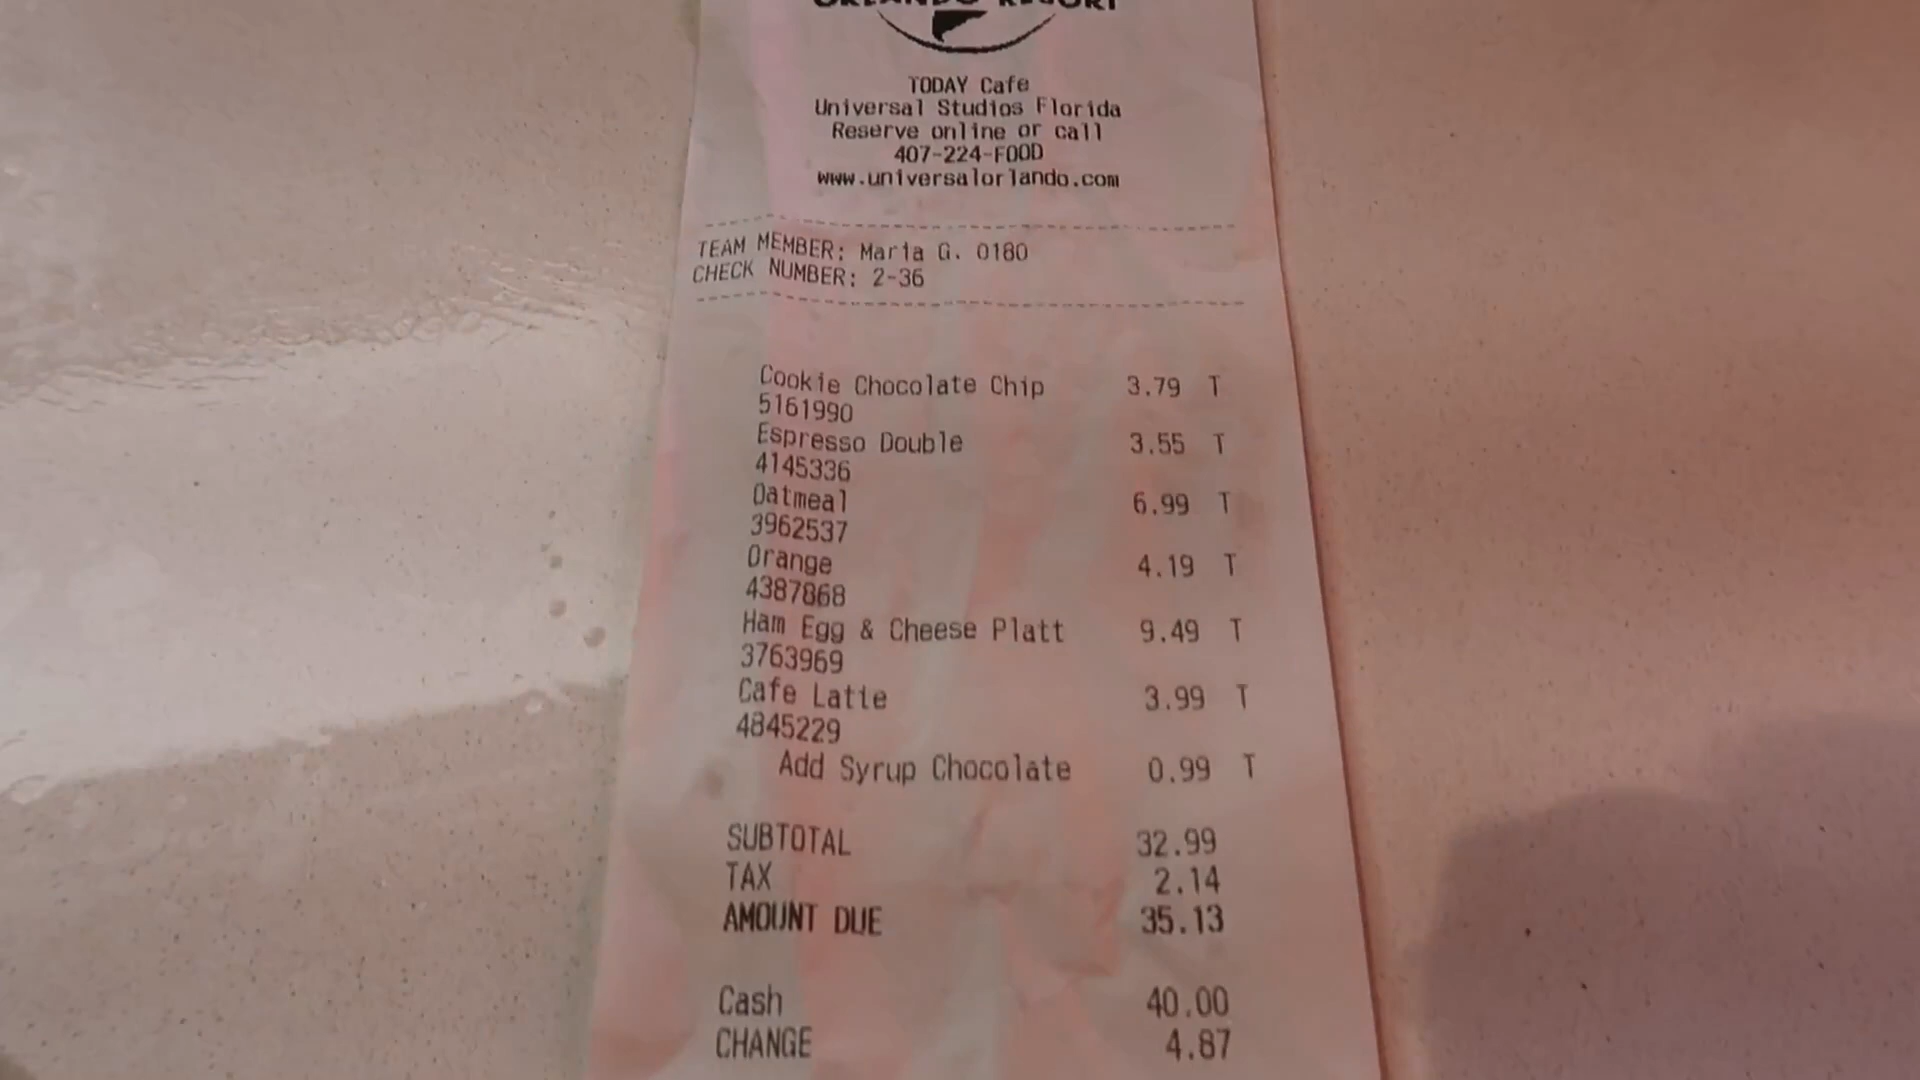 ORLANDO RESORT
TODAY Cafe
Universal Studios Florida
Reserve online or call
407-224-FOOD
www.universalorlando.com
TEAM MEMBER: Maria G. 0180
CHECK NUMBER: 2-36
Cookie Chocolate Chip 3.79 T
5161990
Espresso Double 3.55 T
4145336
Oatmeal 6.99 T
3962537
Orange 4.19 T
4387868
Ham Egg & Cheese Platt 9.49 T
3763969
Cafe Latte 3.99 T
4845229
Add Syrup Chocolate 0.99 T
SUBTOTAL 32.99
TAX 2.14
AMOUNT DUE 35.13
Cash 40.00
CHANGE 4.87